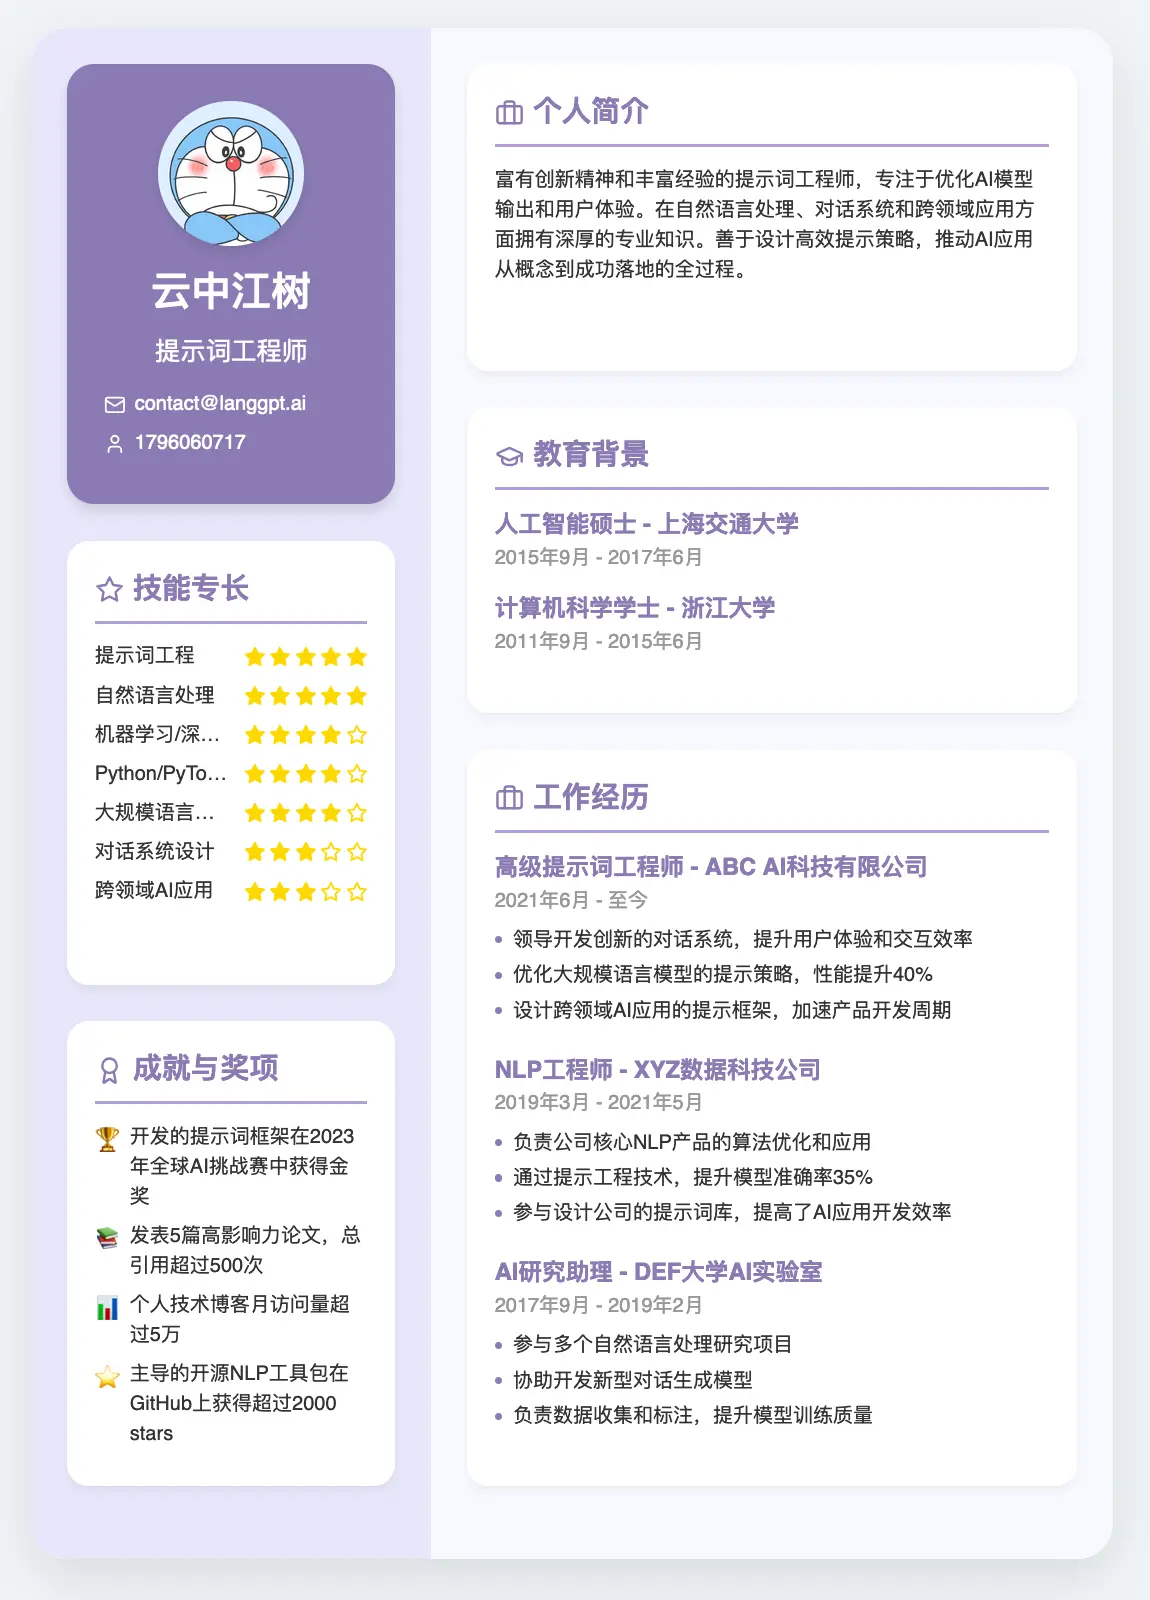 云中江树
提示词工程师
contact@langgpt.ai
1796060717
技能专长
提示词工程
自然语言处理
机器学习/深…
Python/PyTo…
大规模语言…
对话系统设计
跨领域AI应用
成就与奖项
开发的提示词框架在2023
年全球AI挑战赛中获得金
奖
发表5篇高影响力论文，总
引用超过500次
个人技术博客月访问量超
过5万
主导的开源NLP工具包在
GitHub上获得超过2000
stars
个人简介
富有创新精神和丰富经验的提示词工程师，专注于优化AI模型
输出和用户体验。在自然语言处理、对话系统和跨领域应用方
面拥有深厚的专业知识。善于设计高效提示策略，推动AI应用
从概念到成功落地的全过程。
教育背景
人工智能硕士 - 上海交通大学
2015年9月 - 2017年6月
计算机科学学士 - 浙江大学
2011年9月 - 2015年6月
工作经历
高级提示词工程师 - ABC AI科技有限公司
2021年6月 - 至今
• 领导开发创新的对话系统，提升用户体验和交互效率
• 优化大规模语言模型的提示策略，性能提升40%
• 设计跨领域AI应用的提示框架，加速产品开发周期
NLP工程师 - XYZ数据科技公司
2019年3月 - 2021年5月
• 负责公司核心NLP产品的算法优化和应用
• 通过提示工程技术，提升模型准确率35%
• 参与设计公司的提示词库，提高了AI应用开发效率
AI研究助理 - DEF大学AI实验室
2017年9月 - 2019年2月
• 参与多个自然语言处理研究项目
• 协助开发新型对话生成模型
• 负责数据收集和标注，提升模型训练质量